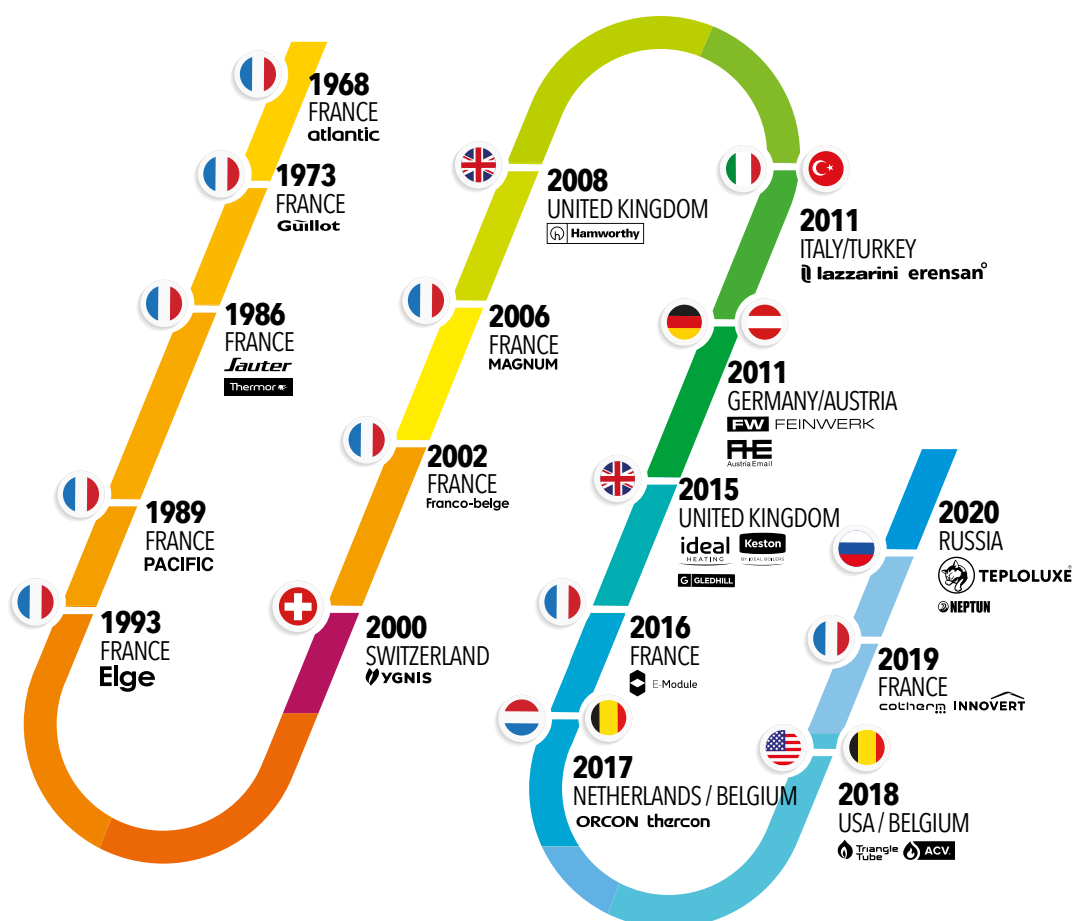 1968
FRANCE
atlantic
1973
FRANCE
Guillot
1986
FRANCE
Sauter
Thermor
1989
FRANCE
PACIFIC
1993
FRANCE
Elge
2000
SWITZERLAND
YGNIS
2002
FRANCE
Franco-belge
2006
FRANCE
MAGNUM
2008
UNITED KINGDOM
Hamworthy
2011
ITALY/TURKEY
lazzarini erensan
2011
GERMANY/AUSTRIA
FW FEINWERK
AE
Austria Email
2015
UNITED KINGDOM
ideal
HEATING
Keston
BY IDEAL BOILERS
G GLEDHILL
2016
FRANCE
E-Module
2017
NETHERLANDS / BELGIUM
ORCON thercon
2018
USA / BELGIUM
Triangle
Tube
ACV
2019
FRANCE
cotherm INNOVERT
2020
RUSSIA
TEPLOLUXE®
NEPTUN